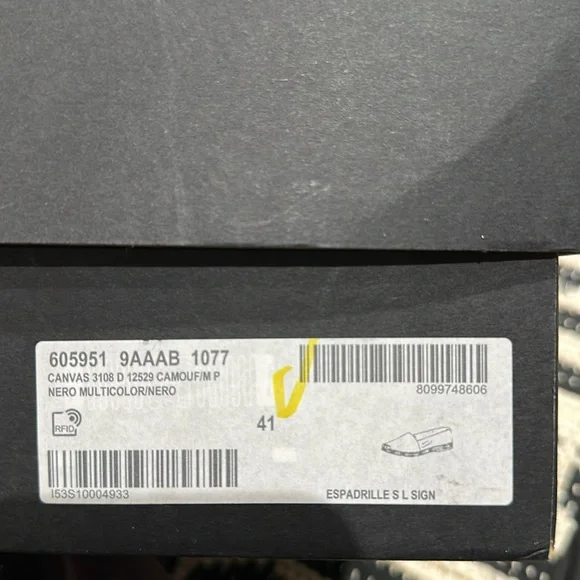 605951 9AAAB 1077
CANVAS 3108 D 12529 CAMOUF/M P
NERO MULTICOLOR/NERO
8099748606
RFID
41
I53S10004933
ESPADRILLE S L SIGN